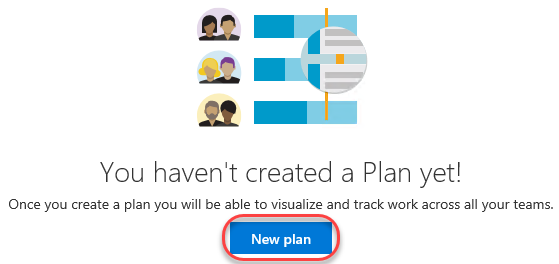 You haven't created a Plan yet!
Once you create a plan you will be able to visualize and track work across all your teams.
New plan